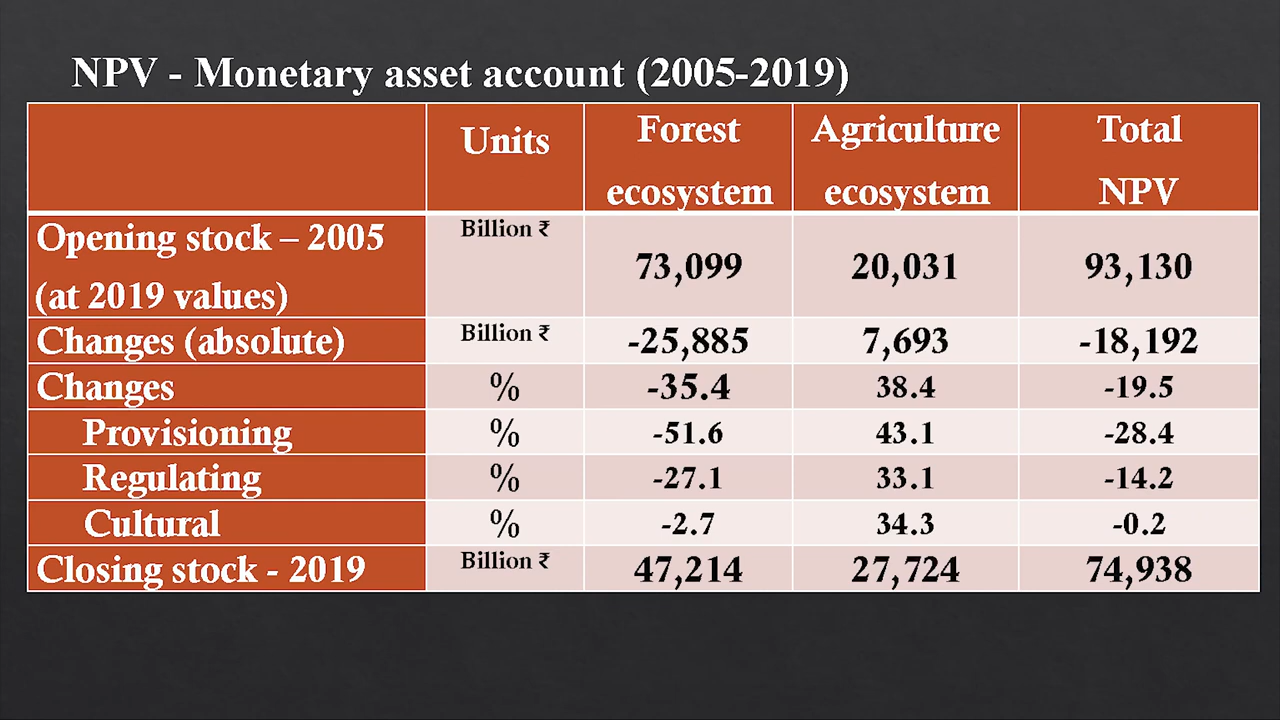 NPV - Monetary asset account (2005-2019)
Units Forest ecosystem Agriculture ecosystem Total NPV
Opening stock – 2005 (at 2019 values) Billion ₹ 73,099 20,031 93,130
Changes (absolute) Billion ₹ -25,885 7,693 -18,192
Changes % -35.4 38.4 -19.5
Provisioning % -51.6 43.1 -28.4
Regulating % -27.1 33.1 -14.2
Cultural % -2.7 34.3 -0.2
Closing stock - 2019 Billion ₹ 47,214 27,724 74,938